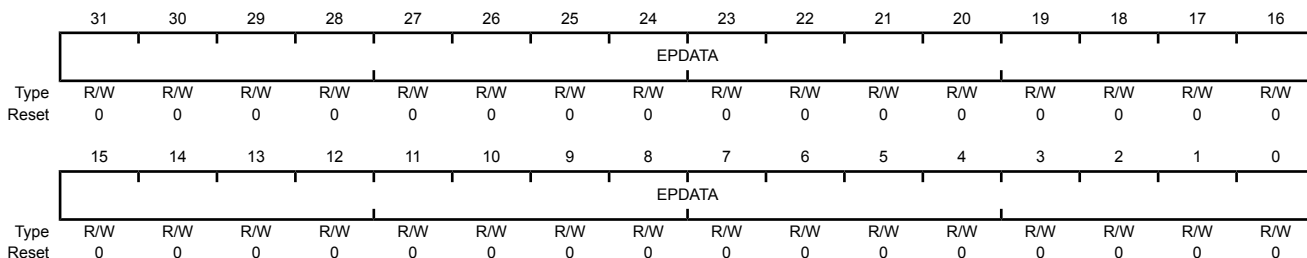 31 30 29 28 27 26 25 24 23 22 21 20 19 18 17 16
EPDATA
Type R/W R/W R/W R/W R/W R/W R/W R/W R/W R/W R/W R/W R/W R/W R/W R/W
Reset 0 0 0 0 0 0 0 0 0 0 0 0 0 0 0 0
15 14 13 12 11 10 9 8 7 6 5 4 3 2 1 0
EPDATA
Type R/W R/W R/W R/W R/W R/W R/W R/W R/W R/W R/W R/W R/W R/W R/W R/W
Reset 0 0 0 0 0 0 0 0 0 0 0 0 0 0 0 0